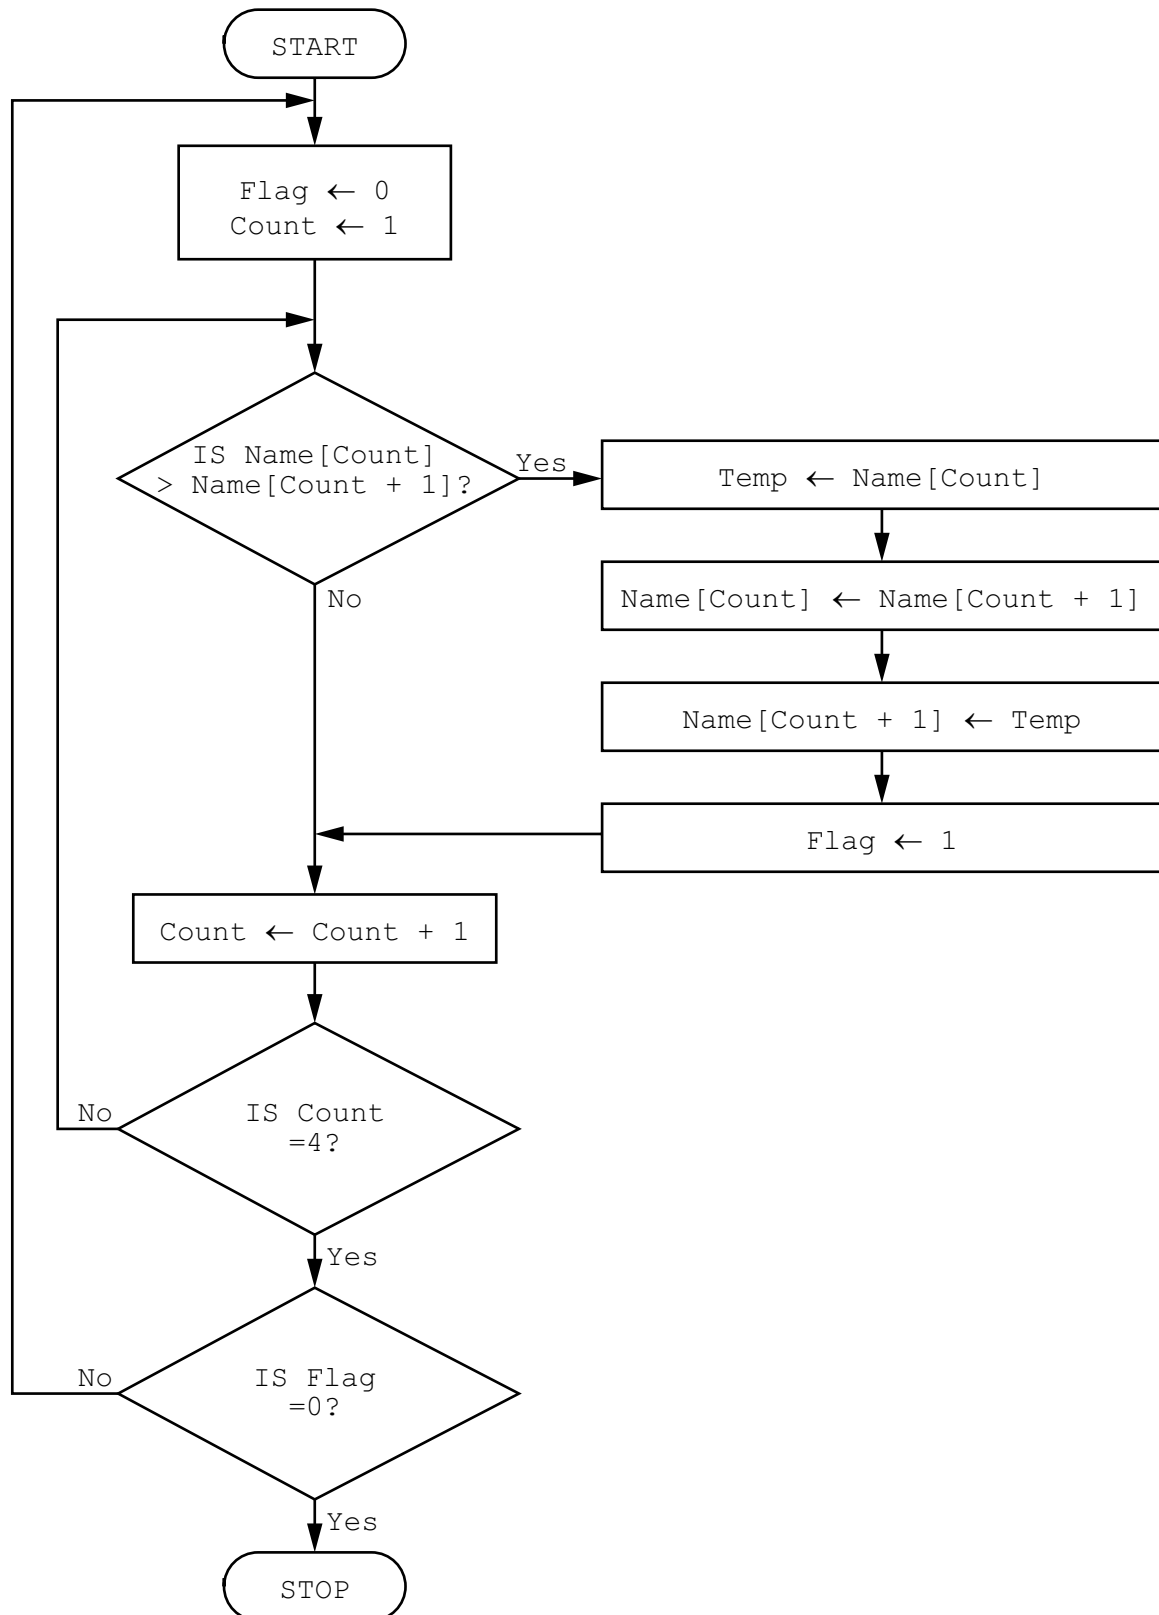 START
Flag ← 0
Count ← 1
IS Name[Count]
> Name[Count + 1]?
Yes
Temp ← Name[Count]
Name[Count] ← Name[Count + 1]
No
Name[Count + 1] ← Temp
Flag ← 1
Count ← Count + 1
No
IS Count
=4?
Yes
No
IS Flag
=0?
Yes
STOP